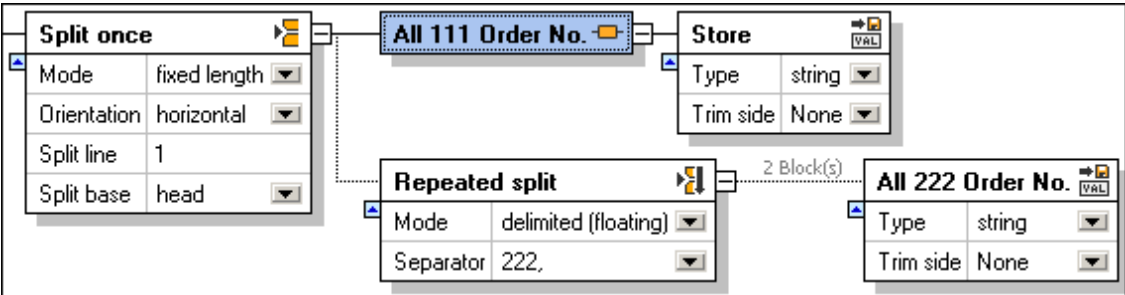 Split once
Mode fixed length
Orientation horizontal
Split line 1
Split base head
All 111 Order No.
Store
VAL
Type string
Trim side None
Repeated split
Mode delimited (floating)
Separator 222,
2 Block(s)
All 222 Order No.
VAL
Type string
Trim side None